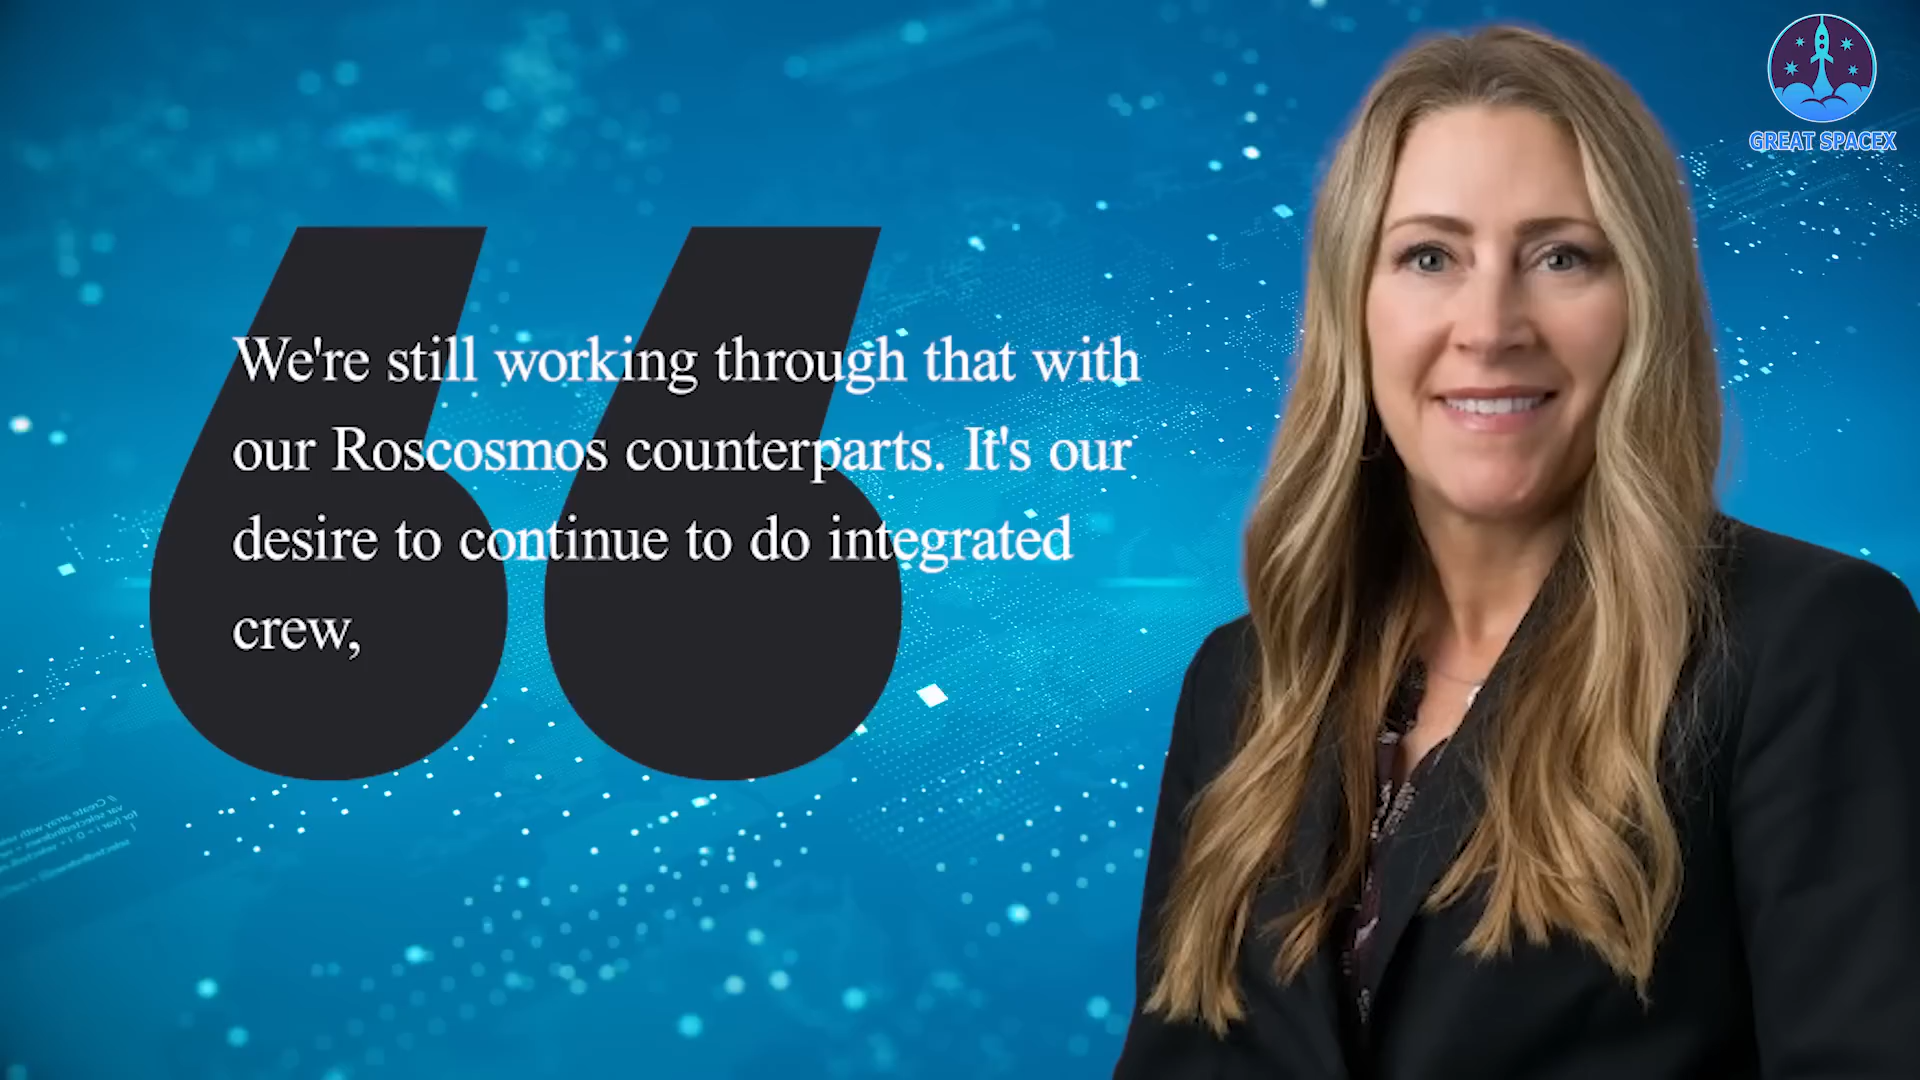 GREAT SPACEX
We're still working through that with
our Roscosmos counterparts. It's our
desire to continue to do integrated
crew,